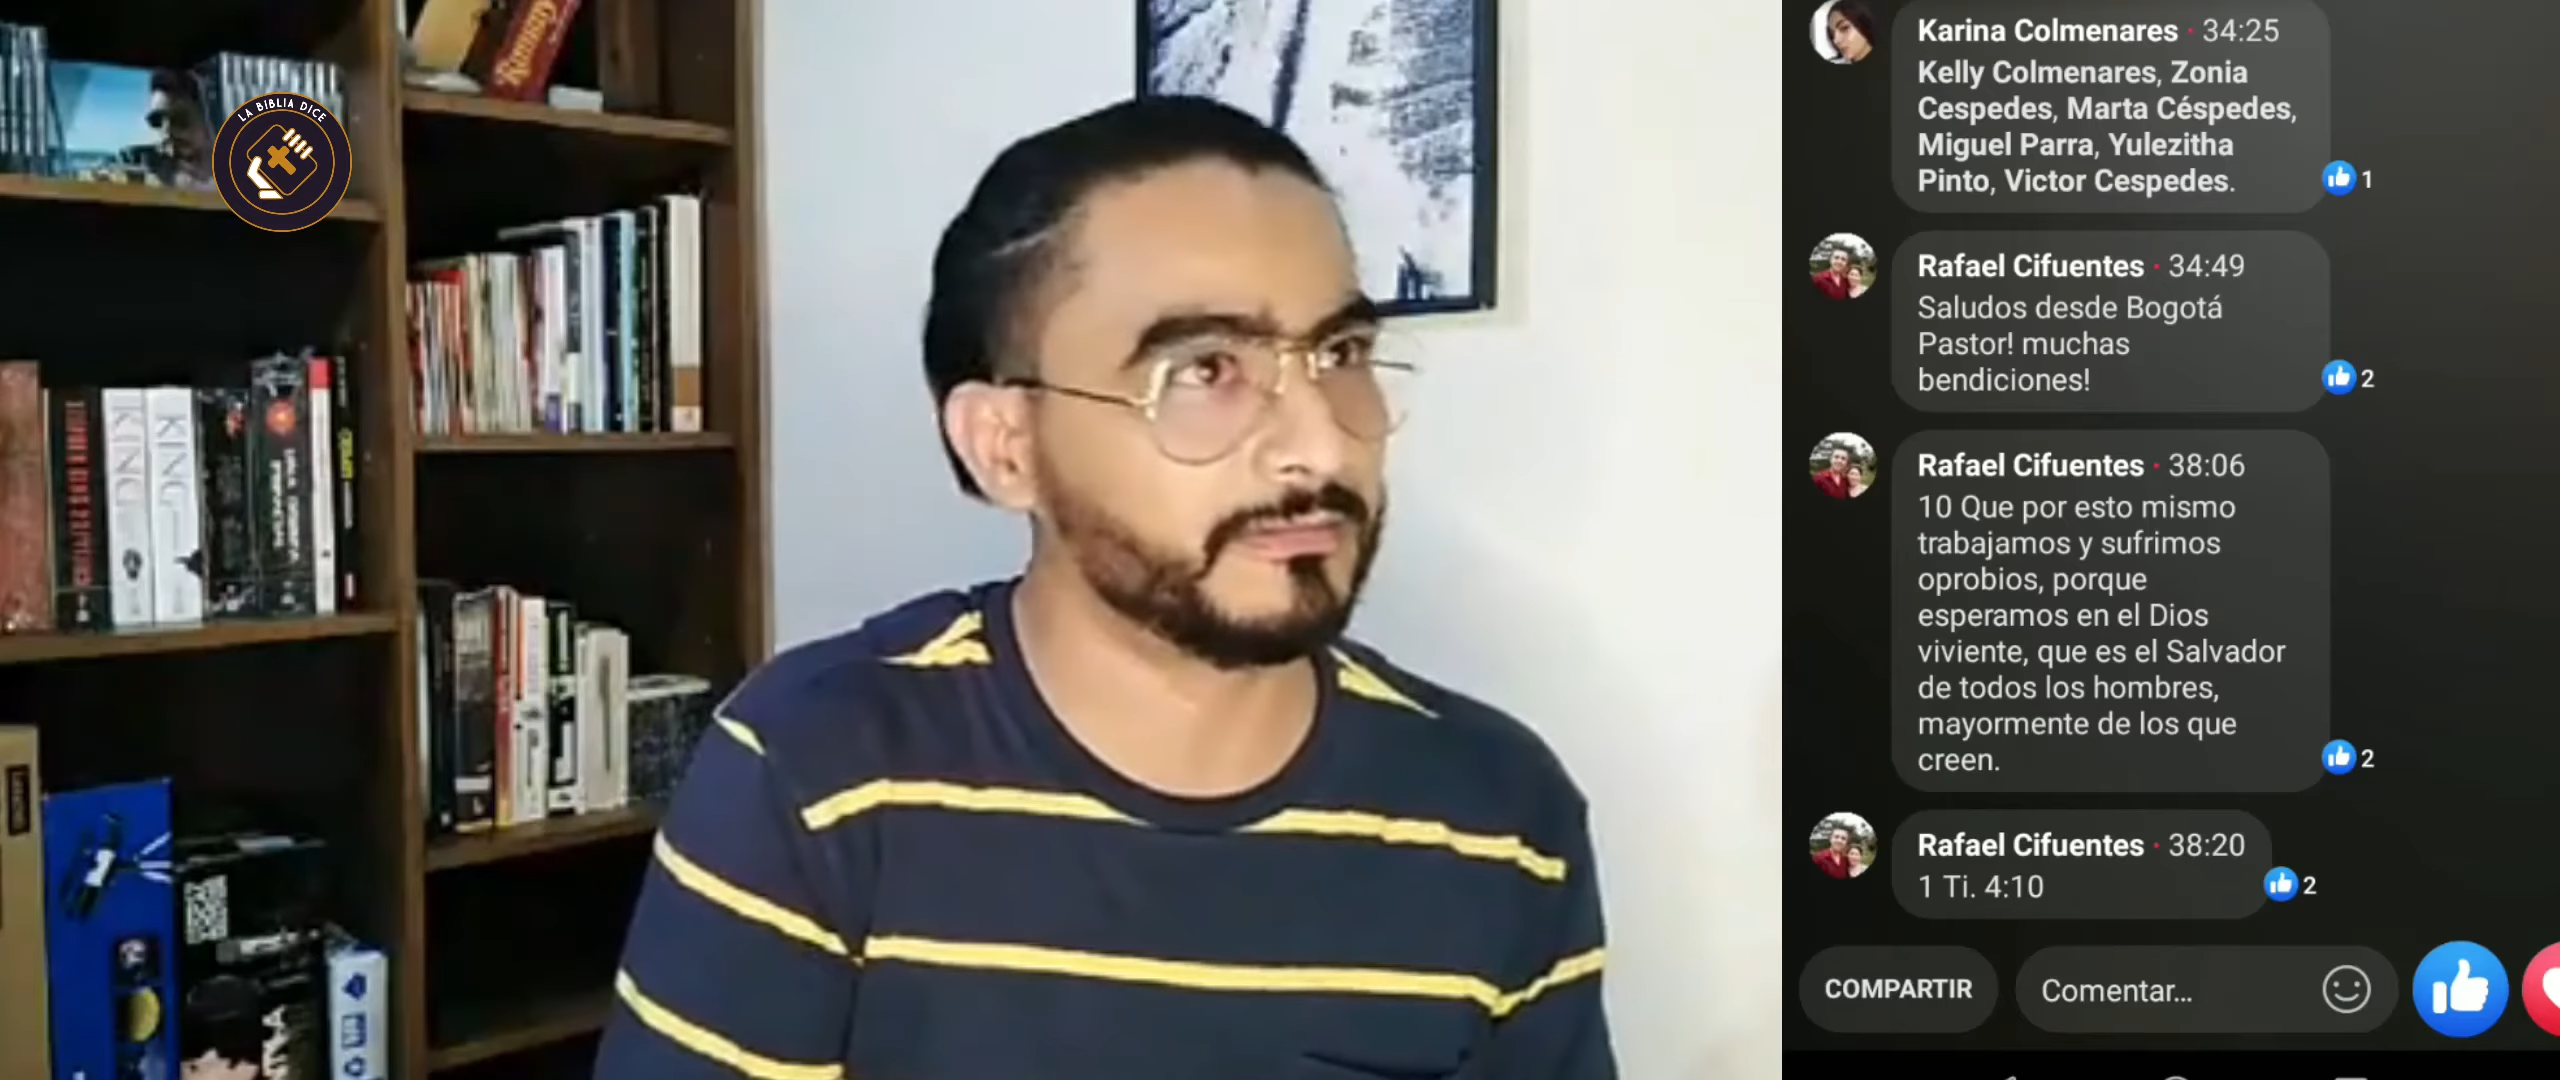 LA BIBLIA DICE
KING
KING
Karina Colmenares · 34:25
Kelly Colmenares, Zonia
Cespedes, Marta Céspedes,
Miguel Parra, Yulezitha
Pinto, Victor Cespedes.
1
Rafael Cifuentes · 34:49
Saludos desde Bogotá
Pastor! muchas
bendiciones!
2
Rafael Cifuentes · 38:06
10 Que por esto mismo
trabajamos y sufrimos
oprobios, porque
esperamos en el Dios
viviente, que es el Salvador
de todos los hombres,
mayormente de los que
creen.
2
Rafael Cifuentes · 38:20
1 Ti. 4:10
2
COMPARTIR
Comentar...